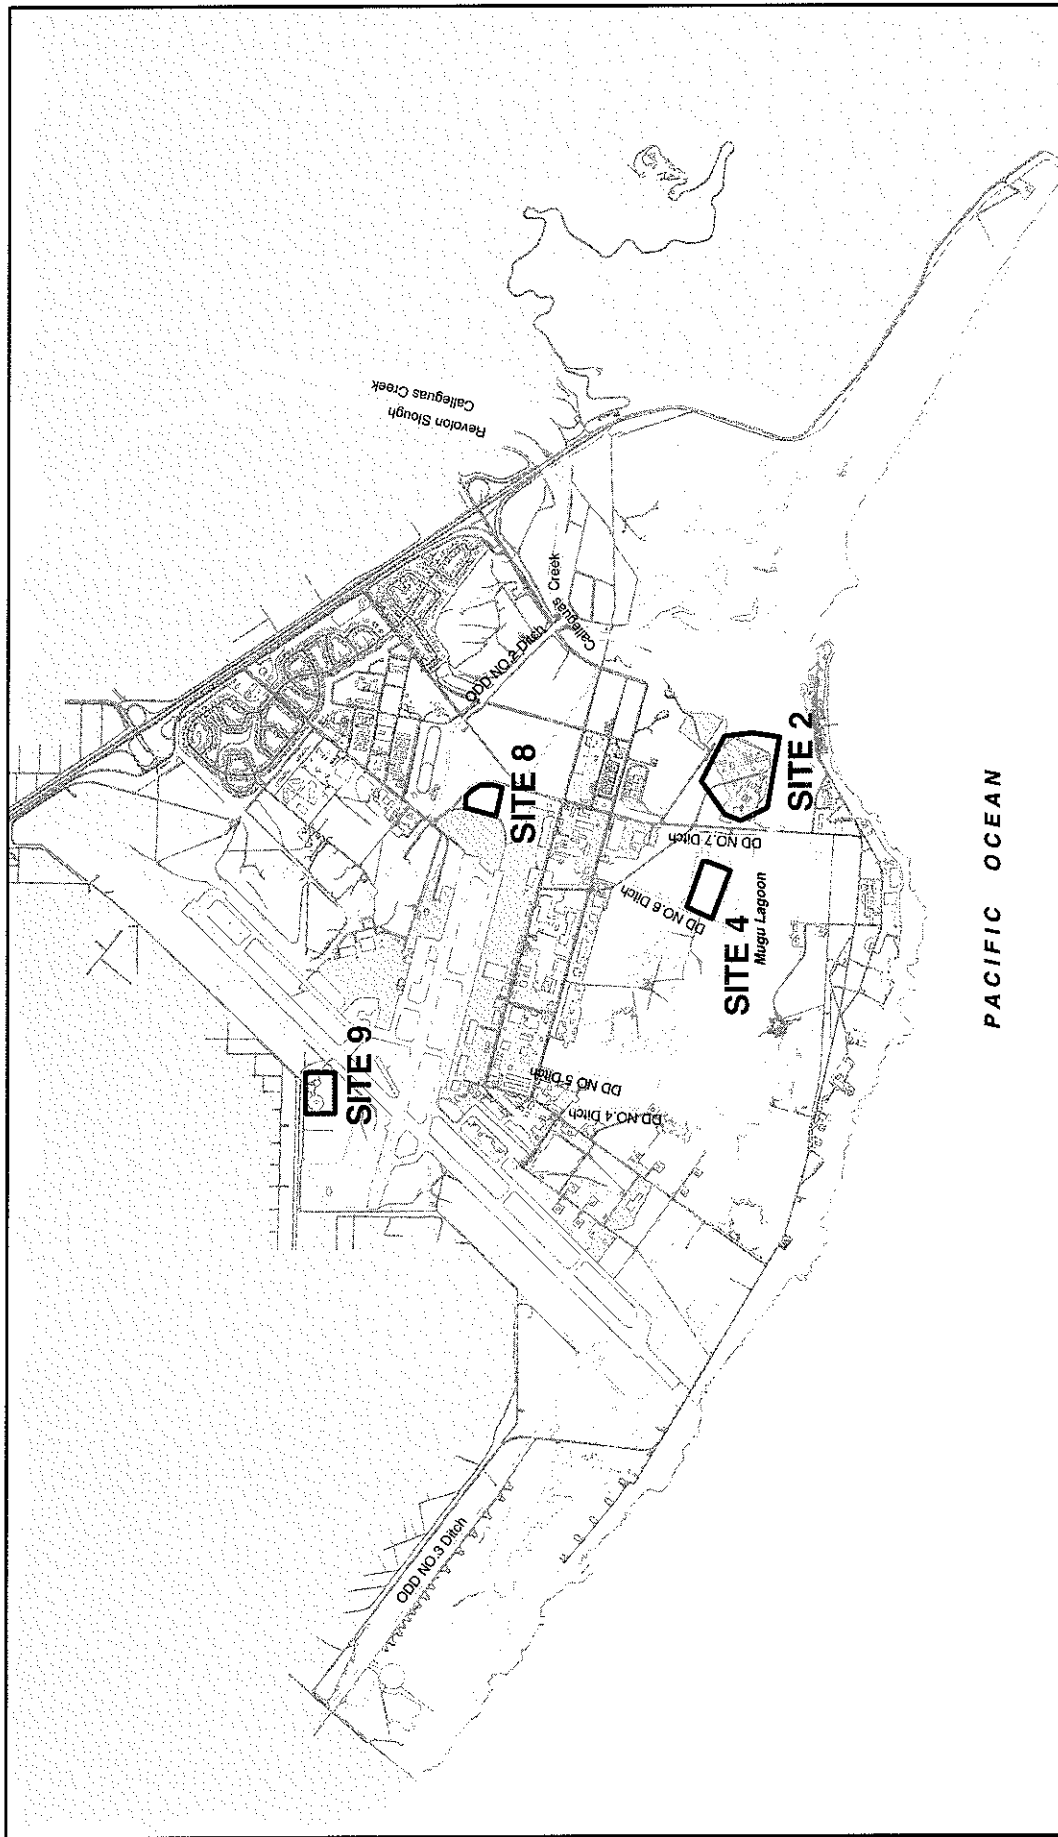 Revolon Slough
Calleguas Creek
Calleguas Creek
ODD NO.2 Ditch
SITE 8
SITE 2
DD NO.7 Ditch
DD NO.6 Ditch
SITE 4
Mugu Lagoon
SITE 9
DD NO.5 Ditch
DD NO.4 Ditch
ODD NO.3 Ditch
PACIFIC OCEAN